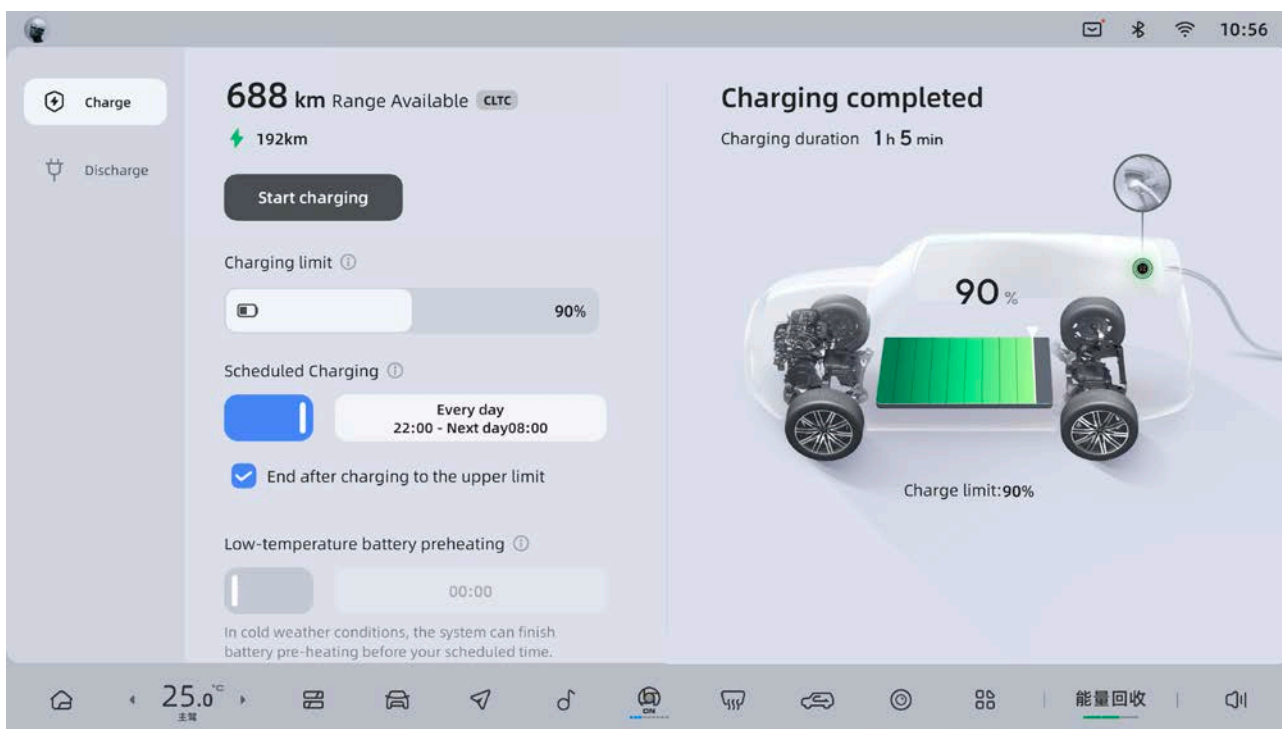 10:56
Charge
Discharge
688 km Range Available CLTC
192km
Start charging
Charging limit
90%
Scheduled Charging
Every day
22:00 - Next day08:00
End after charging to the upper limit
Low-temperature battery preheating
00:00
In cold weather conditions, the system can finish
battery pre-heating before your scheduled time.
Charging completed
Charging duration 1 h 5 min
90 %
Charge limit:90%
25.0°C
主驾
ON
能量回收